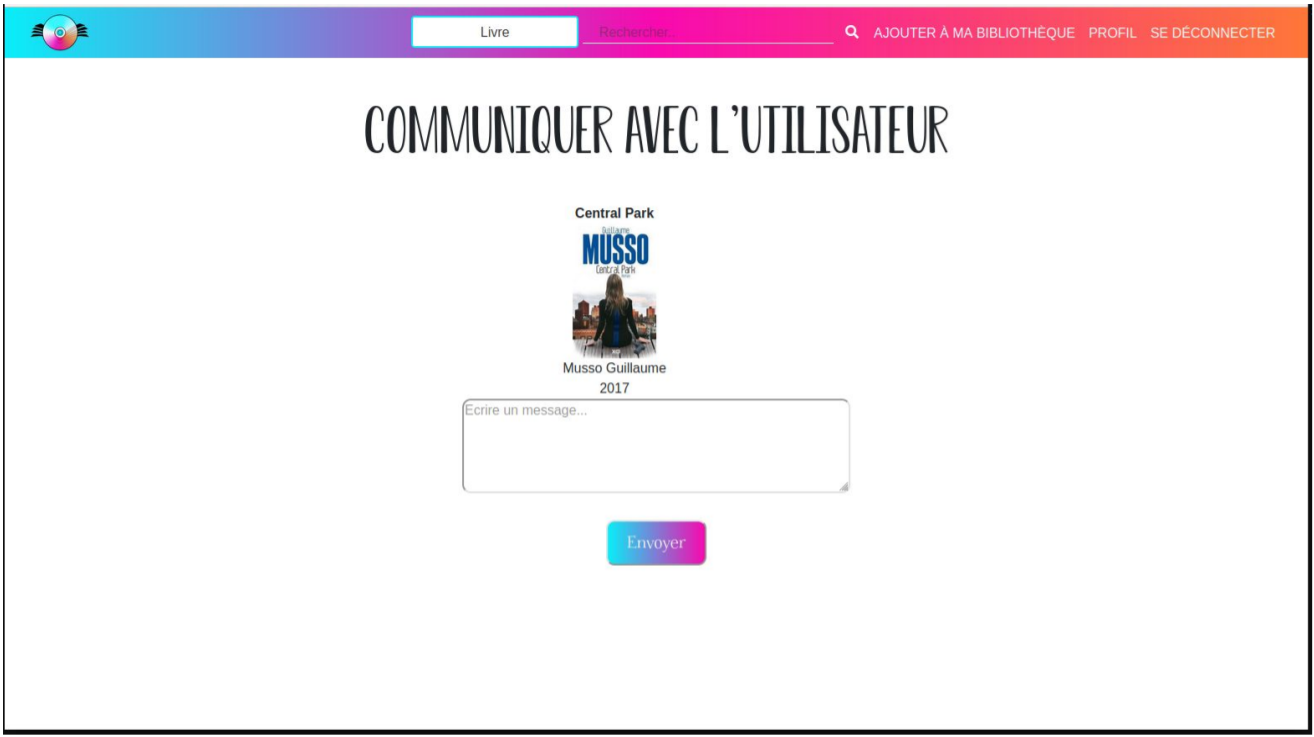 Livre
Rechercher..
AJOUTER À MA BIBLIOTHÈQUE PROFIL SE DÉCONNECTER
COMMUNIQUER AVEC L'UTILISATEUR
Central Park
Guillaume
MUSSO
Central Park
Musso Guillaume
2017
Ecrire un message...
Envoyer